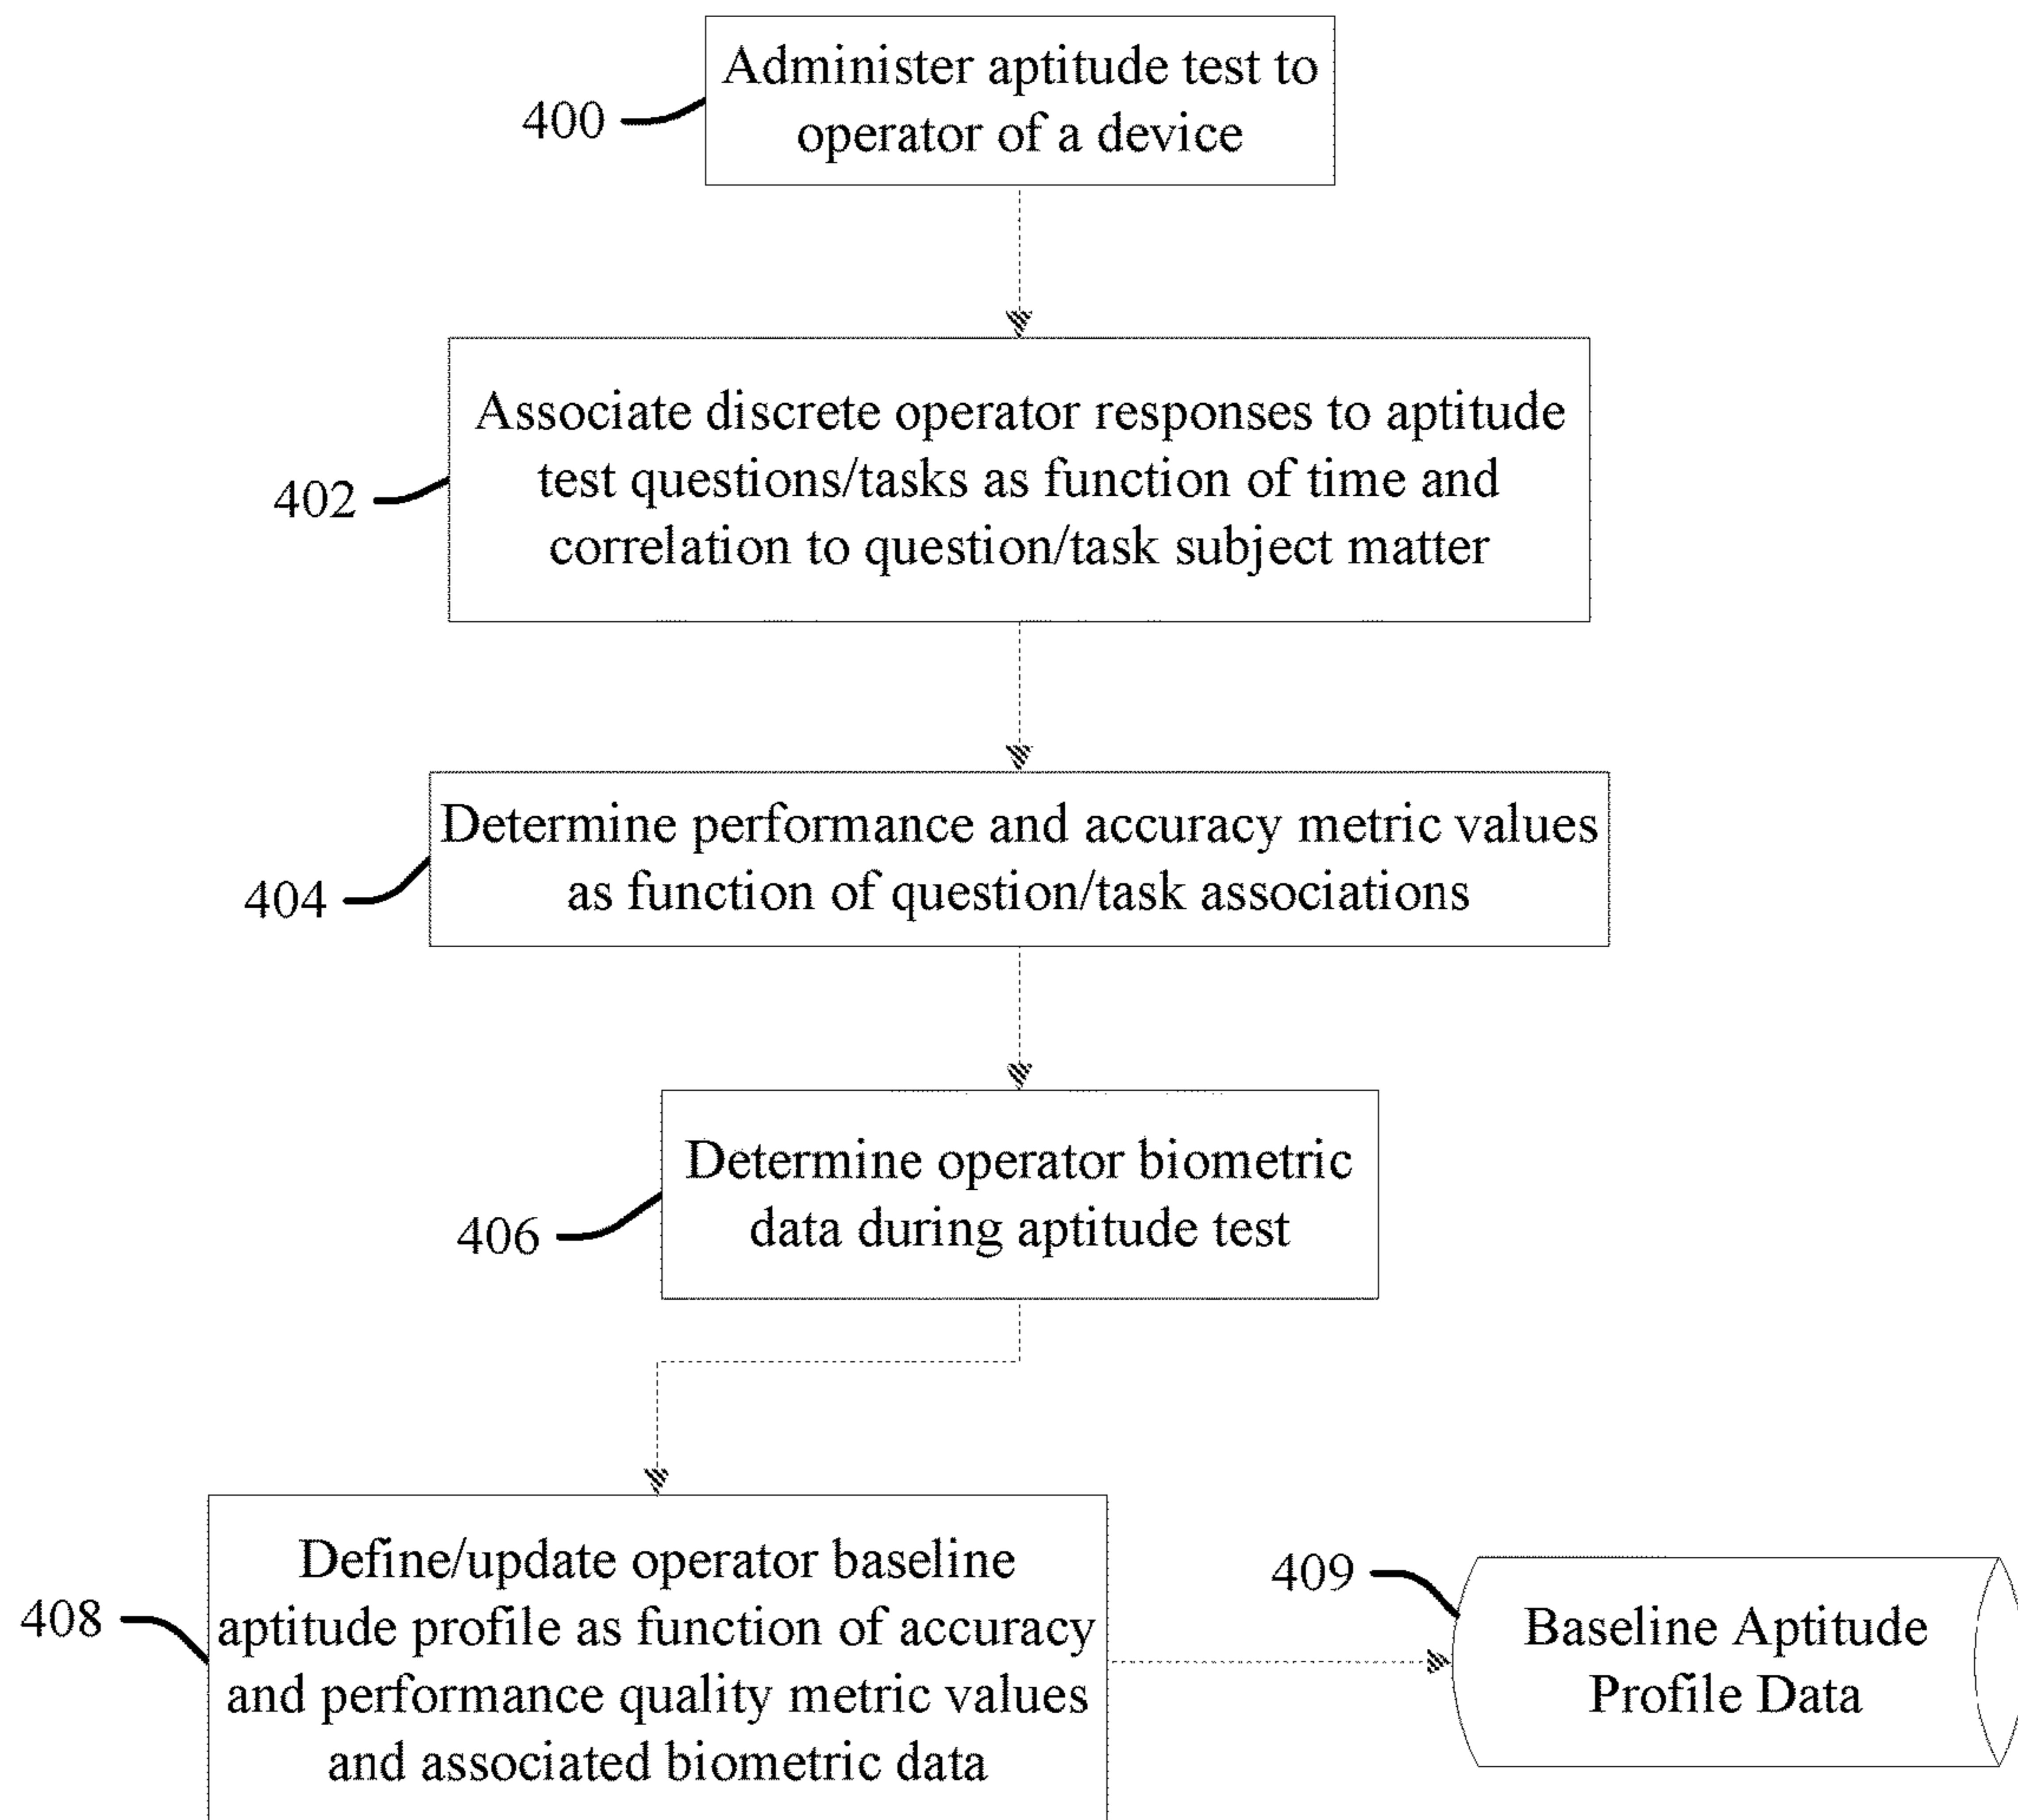 Administer aptitude test to
operator of a device
400
Associate discrete operator responses to aptitude
test questions/tasks as function of time and
correlation to question/task subject matter
402
Determine performance and accuracy metric values
as function of question/task associations
404
Determine operator biometric
data during aptitude test
406
Define/update operator baseline
aptitude profile as function of accuracy
and performance quality metric values
and associated biometric data
408
409
Baseline Aptitude
Profile Data